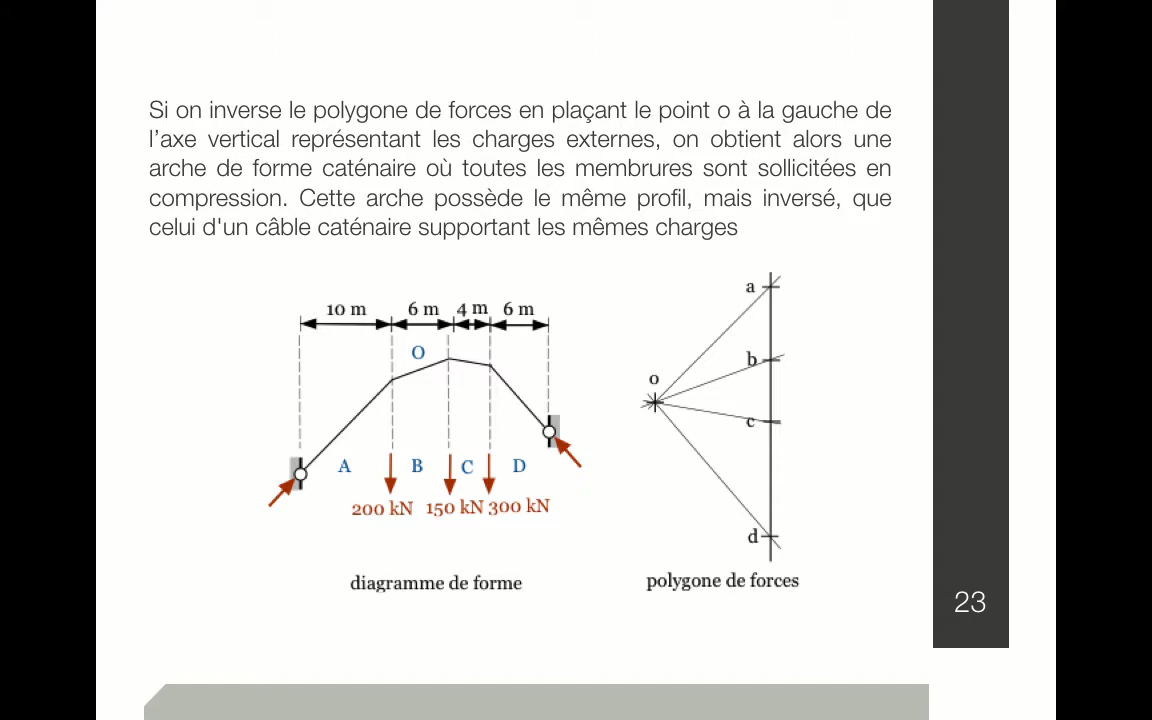 Si on inverse le polygone de forces en plaçant le point o à la gauche de
l’axe vertical représentant les charges externes, on obtient alors une
arche de forme caténaire où toutes les membrures sont sollicitées en
compression. Cette arche possède le même profil, mais inversé, que
celui d'un câble caténaire supportant les mêmes charges
10 m 6 m 4 m 6 m
O
A B C D
200 kN 150 kN 300 kN
diagramme de forme
a
b
o
c
d
polygone de forces
23